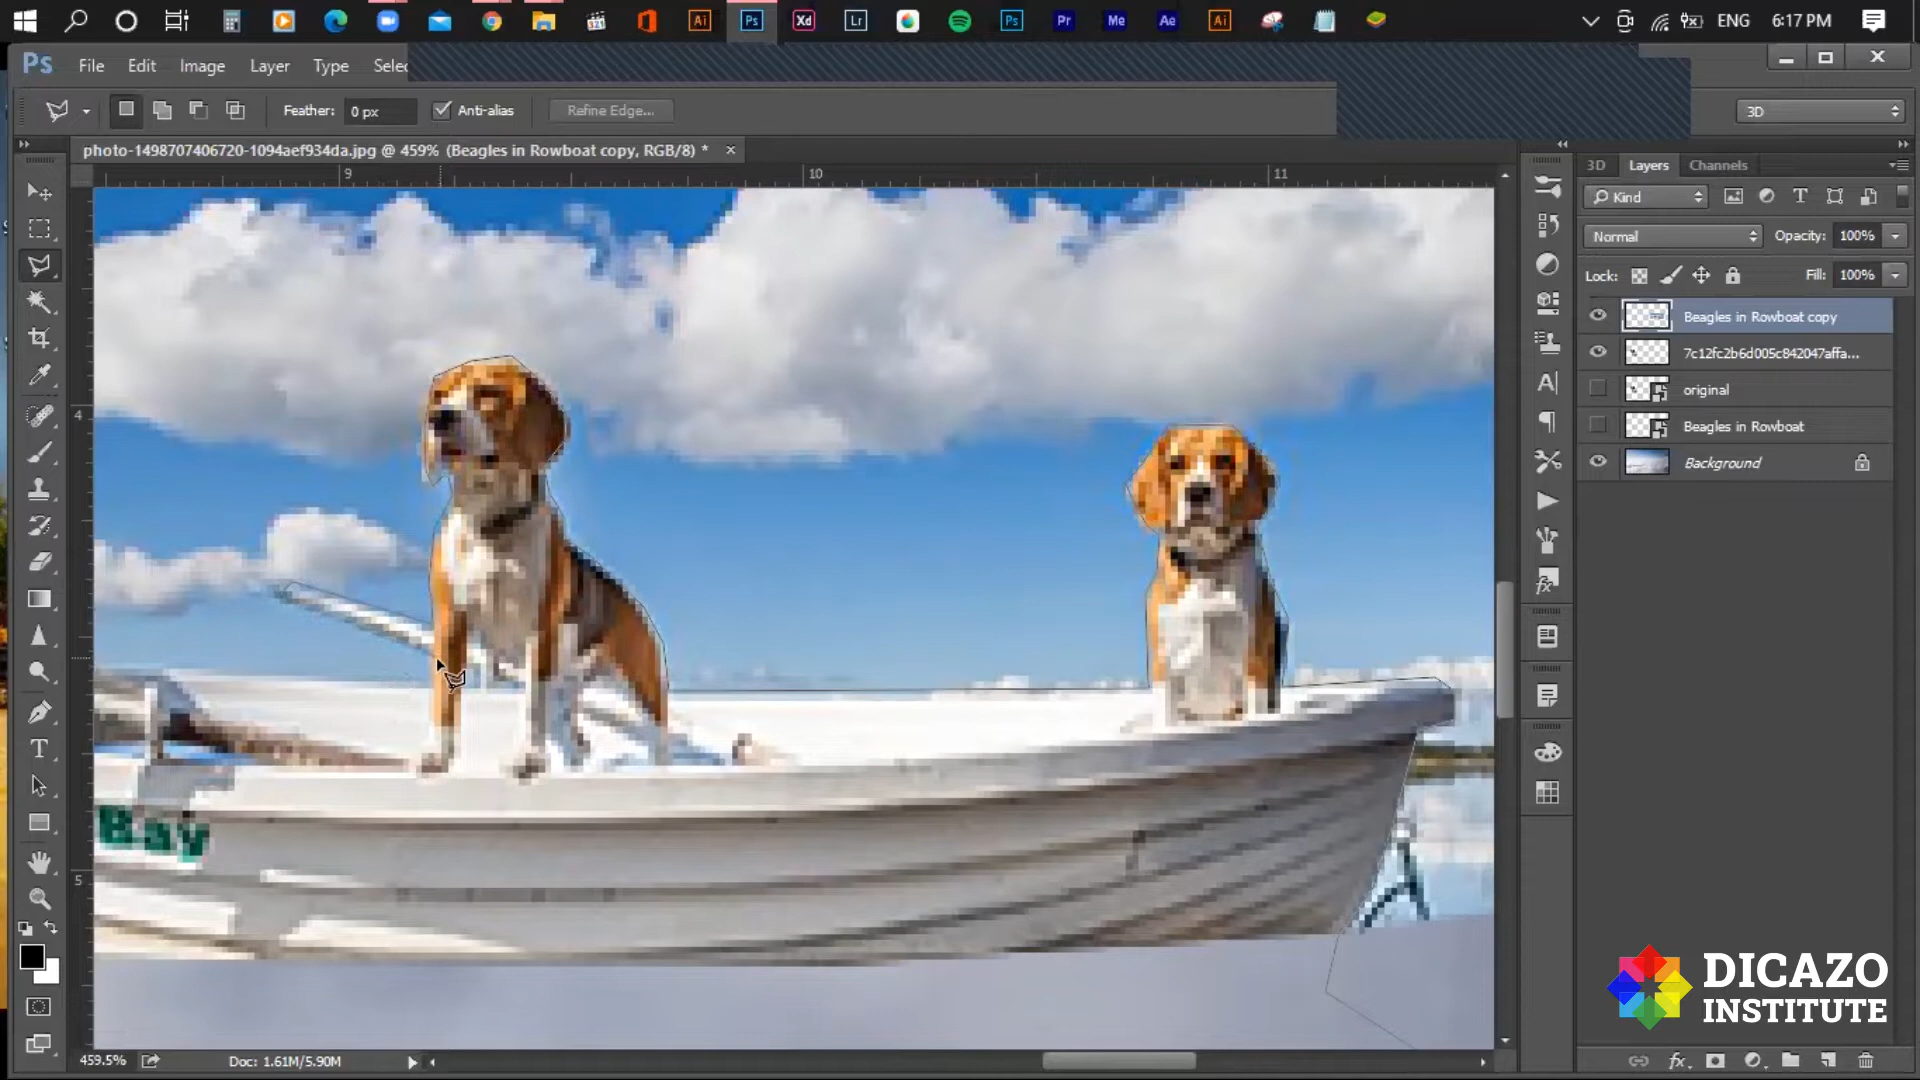 ENG 6:17 PM
Ps File Edit Image Layer Type Selec
Feather: 0 px Anti-alias Refine Edge... 3D
photo-1498707406720-1094aef934da.jpg @ 459% (Beagles in Rowboat copy, RGB/8) *
3D Layers Channels
9 10 11
Kind
Normal Opacity: 100%
Lock: Fill: 100%
Beagles in Rowboat copy
7c12fc2b6d005c842047affa...
original
Beagles in Rowboat
Background
4
5
Bay
459.5% Doc: 1.61M/5.90M
DICAZO
INSTITUTE